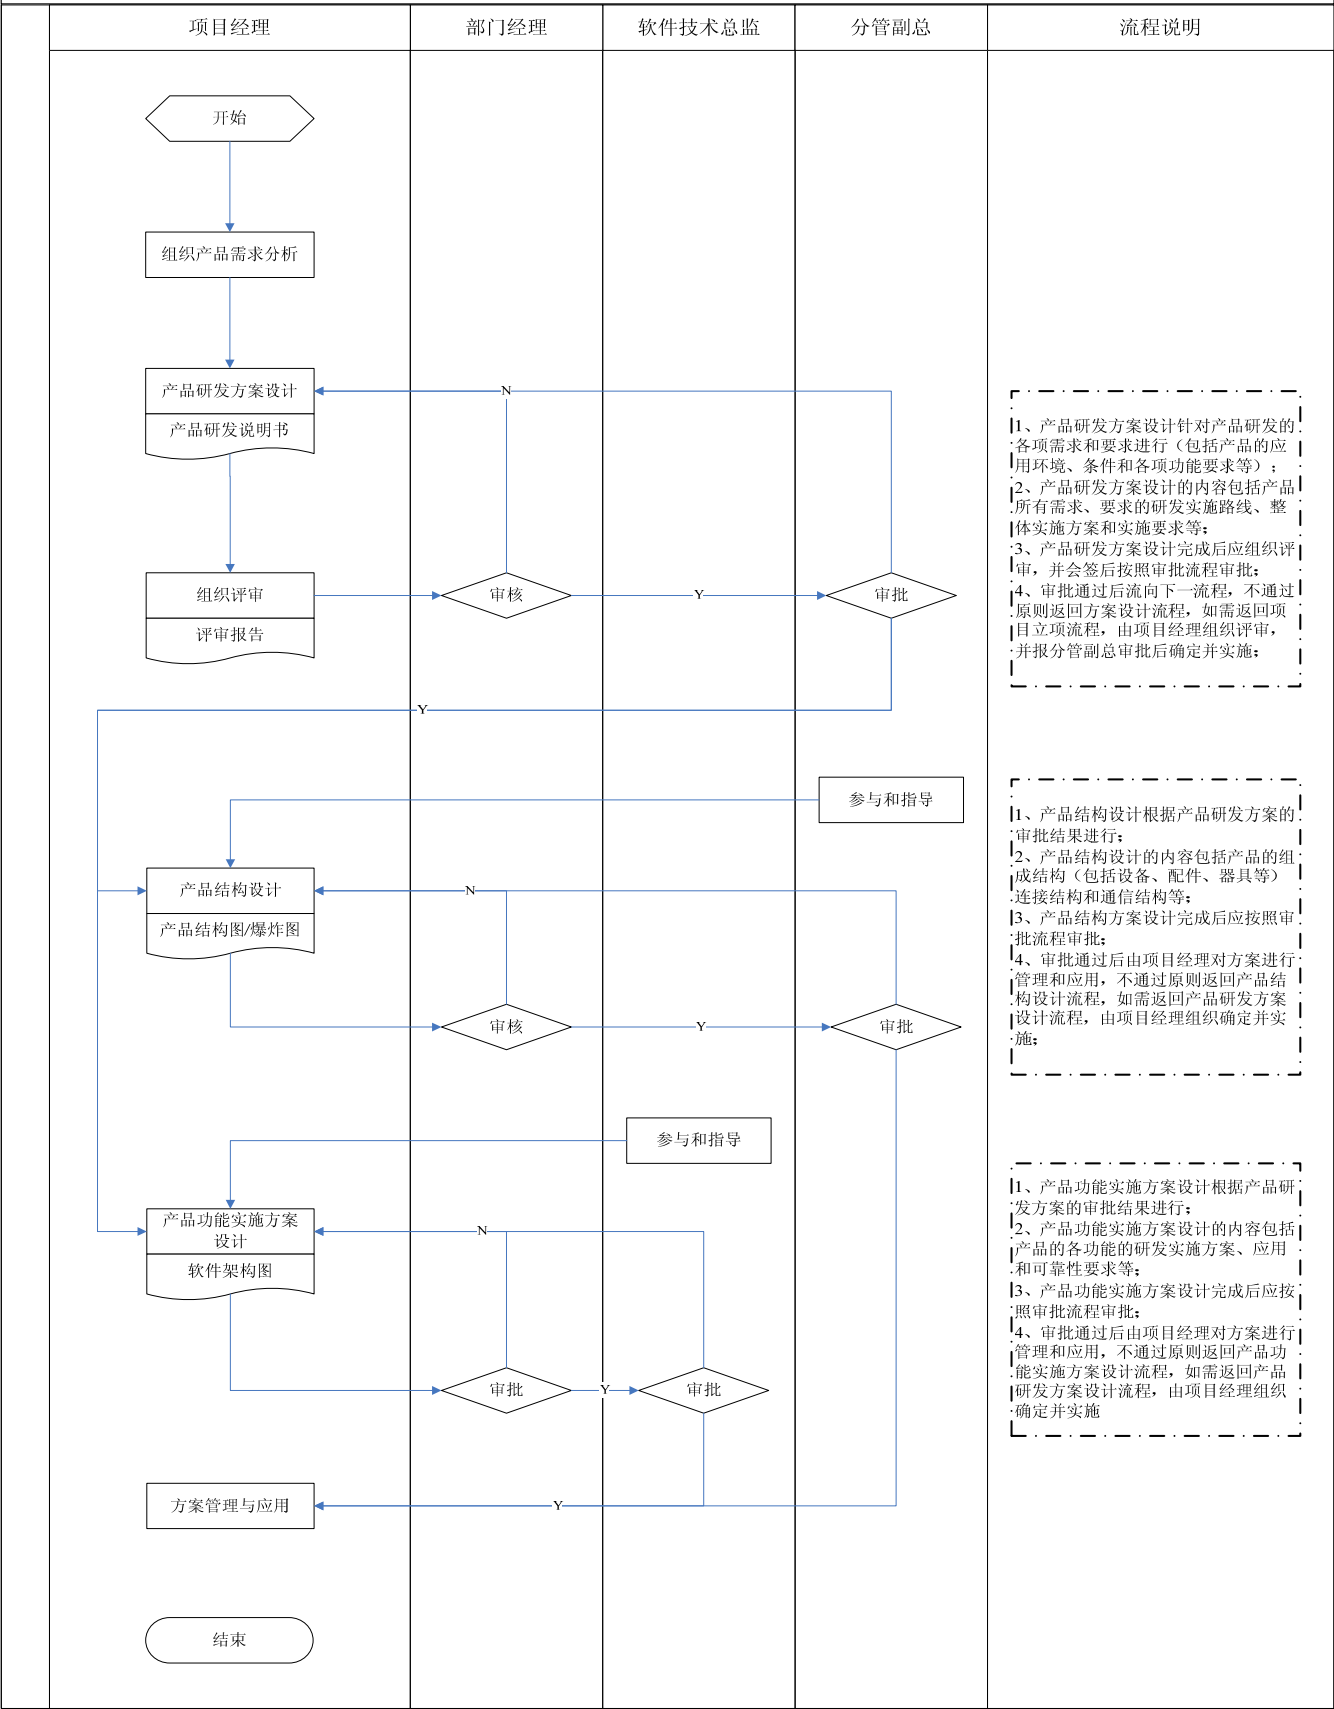 项目经理
部门经理
软件技术总监
分管副总
流程说明
开始
组织产品需求分析
产品研发方案设计
产品研发说明书
N
组织评审
评审报告
审核
Y
审批
Y
1、产品研发方案设计针对产品研发的
各项需求和要求进行（包括产品的应
用环境、条件和各项功能要求等）；
2、产品研发方案设计的内容包括产品
所有需求、要求的研发实施路线、整
体实施方案和实施要求等；
3、产品研发方案设计完成后应组织评
审，并会签后按照审批流程审批；
4、审批通过后流向下一流程，不通过
原则返回方案设计流程，如需返回项
目立项流程，由项目经理组织评审，
并报分管副总审批后确定并实施；
参与和指导
产品结构设计
产品结构图/爆炸图
N
审核
Y
审批
1、产品结构设计根据产品研发方案的
审批结果进行；
2、产品结构设计的内容包括产品的组
成结构（包括设备、配件、器具等）
连接结构和通信结构等；
3、产品结构方案设计完成后应按照审
批流程审批；
4、审批通过后由项目经理对方案进行
管理和应用，不通过原则返回产品结
构设计流程，如需返回产品研发方案
设计流程，由项目经理组织确定并实
施；
参与和指导
产品功能实施方案
设计
软件架构图
N
审批
Y
审批
1、产品功能实施方案设计根据产品研
发方案的审批结果进行；
2、产品功能实施方案设计的内容包括
产品的各功能的研发实施方案、应用
和可靠性要求等；
3、产品功能实施方案设计完成后应按
照审批流程审批；
4、审批通过后由项目经理对方案进行
管理和应用，不通过原则返回产品功
能实施方案设计流程，如需返回产品
研发方案设计流程，由项目经理组织
确定并实施
方案管理与应用
Y
结束